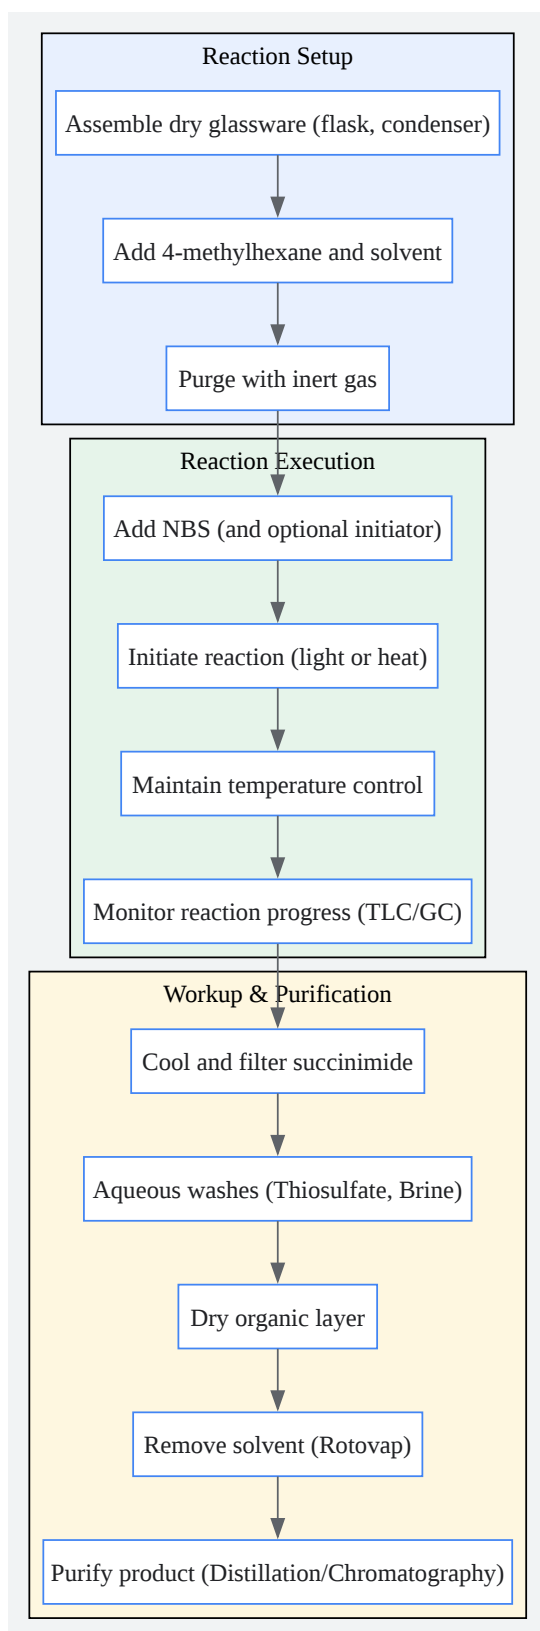 Reaction Setup
Assemble dry glassware (flask, condenser)
Add 4-methylhexane and solvent
Purge with inert gas
Reaction Execution
Add NBS (and optional initiator)
Initiate reaction (light or heat)
Maintain temperature control
Monitor reaction progress (TLC/GC)
Workup & Purification
Cool and filter succinimide
Aqueous washes (Thiosulfate, Brine)
Dry organic layer
Remove solvent (Rotovap)
Purify product (Distillation/Chromatography)